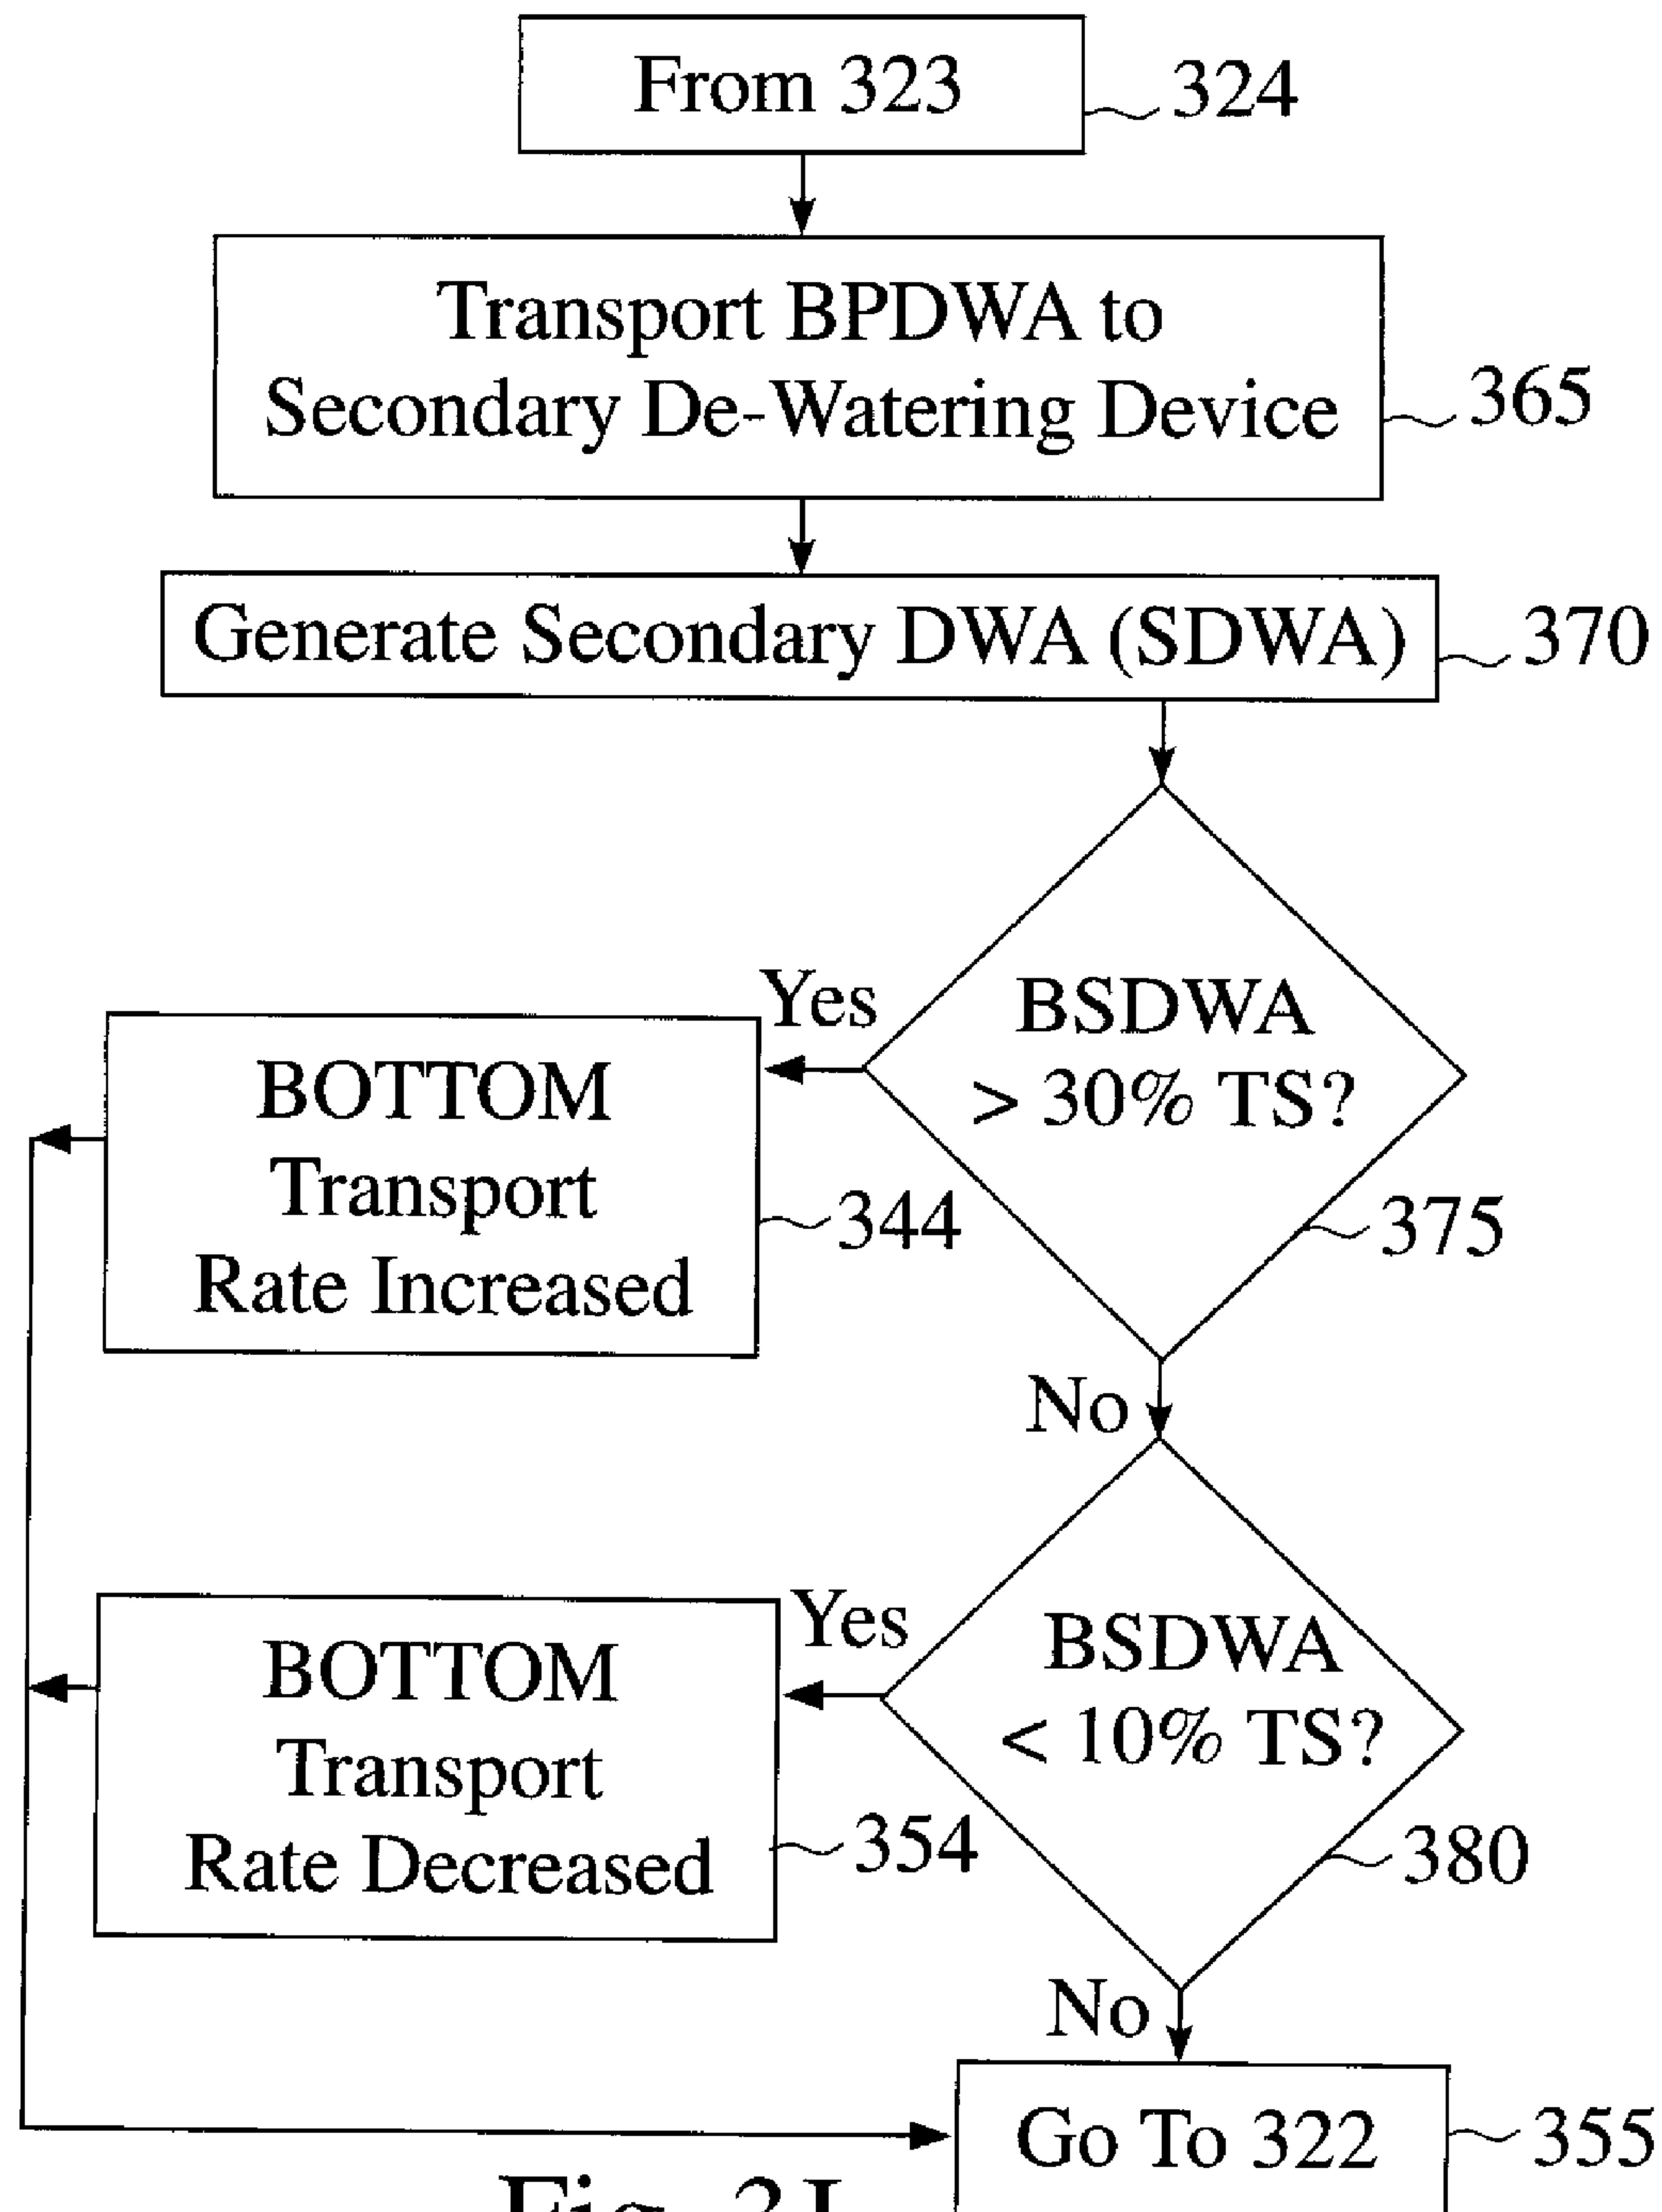 From 323
324
Transport BPDWA to
Secondary De-Watering Device
365
Generate Secondary DWA (SDWA)
370
BSDWA
> 30% TS?
375
Yes
BOTTOM
Transport
Rate Increased
344
No
BSDWA
< 10% TS?
380
Yes
BOTTOM
Transport
Rate Decreased
354
No
Go To 322
355